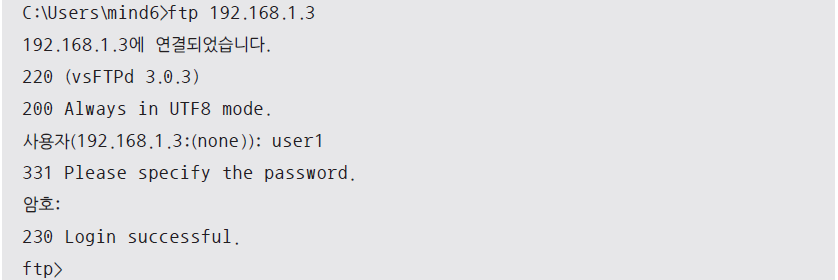 C:\Users\mind6>ftp 192.168.1.3
192.168.1.3에 연결되었습니다.
220 (vsFTPd 3.0.3)
200 Always in UTF8 mode.
사용자(192.168.1.3:(none)): user1
331 Please specify the password.
암호:
230 Login successful.
ftp>